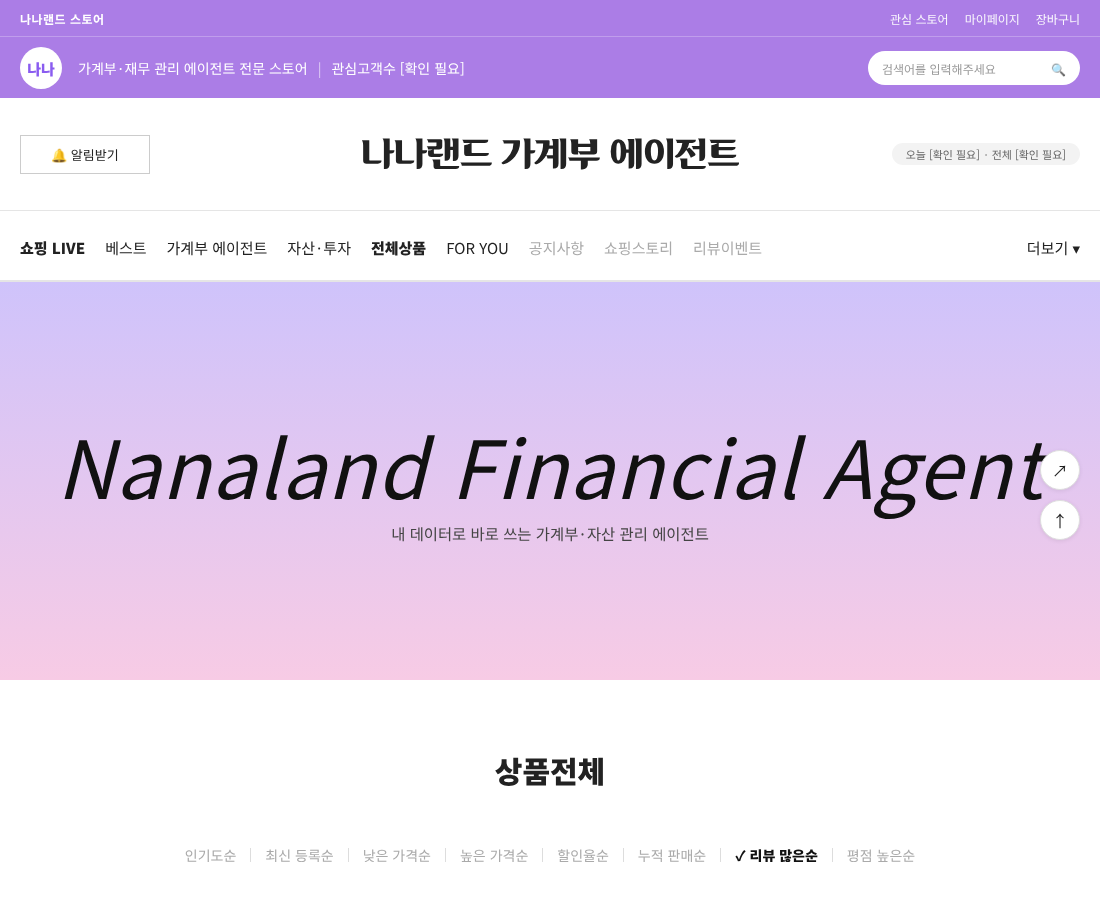 나나랜드 스토어
관심 스토어 마이페이지 장바구니
나나 가계부·재무 관리 에이전트 전문 스토어 | 관심고객수 [확인 필요]
검색어를 입력해주세요
알림받기
나나랜드 가계부 에이전트
오늘 [확인 필요] · 전체 [확인 필요]
쇼핑 LIVE 베스트 가계부 에이전트 자산·투자 전체상품 FOR YOU 공지사항 쇼핑스토리 리뷰이벤트 더보기 ▾
Nanaland Financial Agent
↗
내 데이터로 바로 쓰는 가계부·자산 관리 에이전트
↑
상품전체
인기도순 최신 등록순 낮은 가격순 높은 가격순 할인율순 누적 판매순 ✓ 리뷰 많은순 평점 높은순